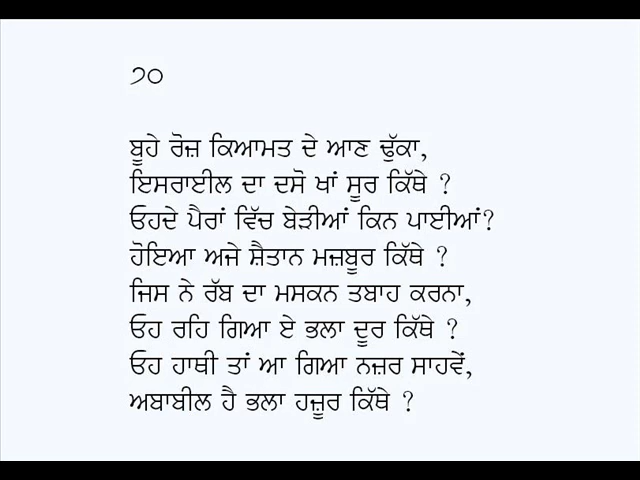 ੭੦
ਬੂਹੇ ਰੋਜ਼ ਕਿਆਮਤ ਦੇ ਆਣ ਢੁੱਕਾ,
ਇਸਰਾਈਲ ਦਾ ਦਸੋ ਖਾਂ ਸੂਰ ਕਿੱਥੇ ?
ਓਹਦੇ ਪੈਰਾਂ ਵਿੱਚ ਬੇੜੀਆਂ ਕਿਨ ਪਾਈਆਂ?
ਹੋਇਆ ਅਜੇ ਸ਼ੈਤਾਨ ਮਜ਼ਬੂਰ ਕਿੱਥੇ ?
ਜਿਸ ਨੇ ਰੱਬ ਦਾ ਮਸਕਨ ਤਬਾਹ ਕਰਨਾ,
ਓਹ ਰਹਿ ਗਿਆ ਏ ਭਲਾ ਦੂਰ ਕਿੱਥੇ ?
ਓਹ ਹਾਥੀ ਤਾਂ ਆ ਗਿਆ ਨਜ਼ਰ ਸਾਹਵੇਂ,
ਅਬਾਬੀਲ ਹੈ ਭਲਾ ਹਜ਼ੂਰ ਕਿੱਥੇ ?